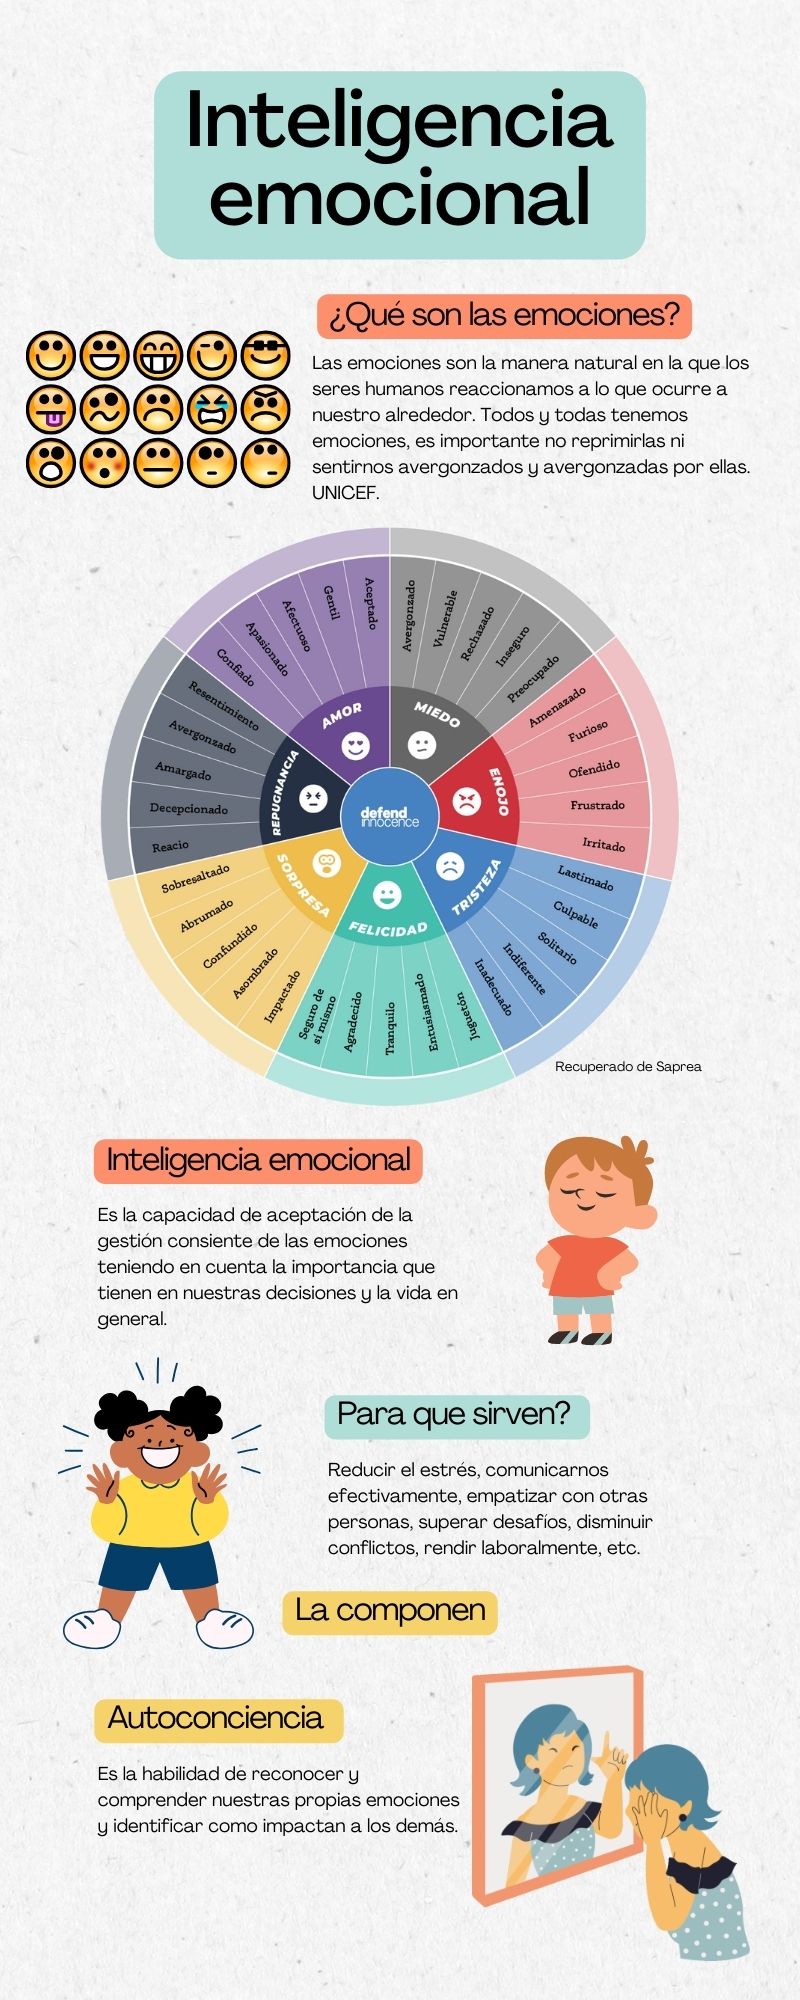 Inteligencia
emocional
¿Qué son las emociones?
Las emociones son la manera natural en la que los
seres humanos reaccionamos a lo que ocurre a
nuestro alrededor. Todos y todas tenemos
emociones, es importante no reprimirlas ni
sentirnos avergonzados y avergonzadas por ellas.
UNICEF.
AMOR
Confiado
Apasionado
Afectuoso
Gentil
Aceptado
MIEDO
Avergonzado
Vulnerable
Rechazado
Inseguro
Preocupado
ENOJO
Amenazado
Furioso
Ofendido
Frustrado
Irritado
TRISTEZA
Lastimado
Culpable
Solitario
Indiferente
Inadecuado
FELICIDAD
Juguetón
Entusiasmado
Tranquilo
Agradecido
Seguro de
sí mismo
SORPRESA
Impactado
Asombrado
Confundido
Abrumado
Sobresaltado
REPUGNANCIA
Reacio
Decepcionado
Amargado
Avergonzado
Resentimiento
defend
innocence
Recuperado de Saprea
Inteligencia emocional
Es la capacidad de aceptación de la
gestión consiente de las emociones
teniendo en cuenta la importancia que
tienen en nuestras decisiones y la vida en
general.
Para que sirven?
Reducir el estrés, comunicarnos
efectivamente, empatizar con otras
personas, superar desafíos, disminuir
conflictos, rendir laboralmente, etc.
La componen
Autoconciencia
Es la habilidad de reconocer y
comprender nuestras propias emociones
y identificar como impactan a los demás.